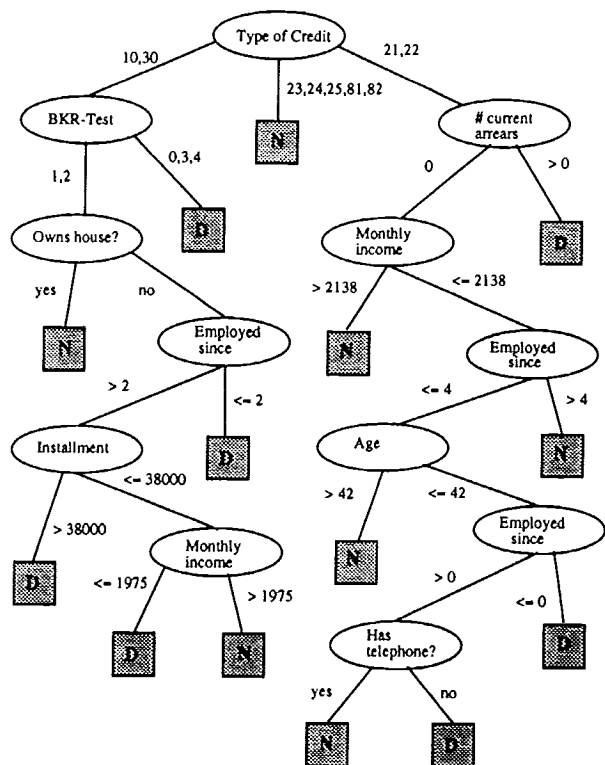 Type of Credit
10,30
21,22
23,24,25,81,82
BKR-Test
# current
arrears
N
1,2
0,3,4
0
> 0
D
D
Owns house?
Monthly
income
yes
no
> 2138
<= 2138
N
Employed
since
N
Employed
since
> 2
<= 2
<= 4
> 4
Installment
D
Age
N
> 38000
<= 38000
> 42
<= 42
D
Monthly
income
N
Employed
since
<= 1975
> 1975
> 0
<= 0
D
N
Has
telephone?
D
yes
no
N
D